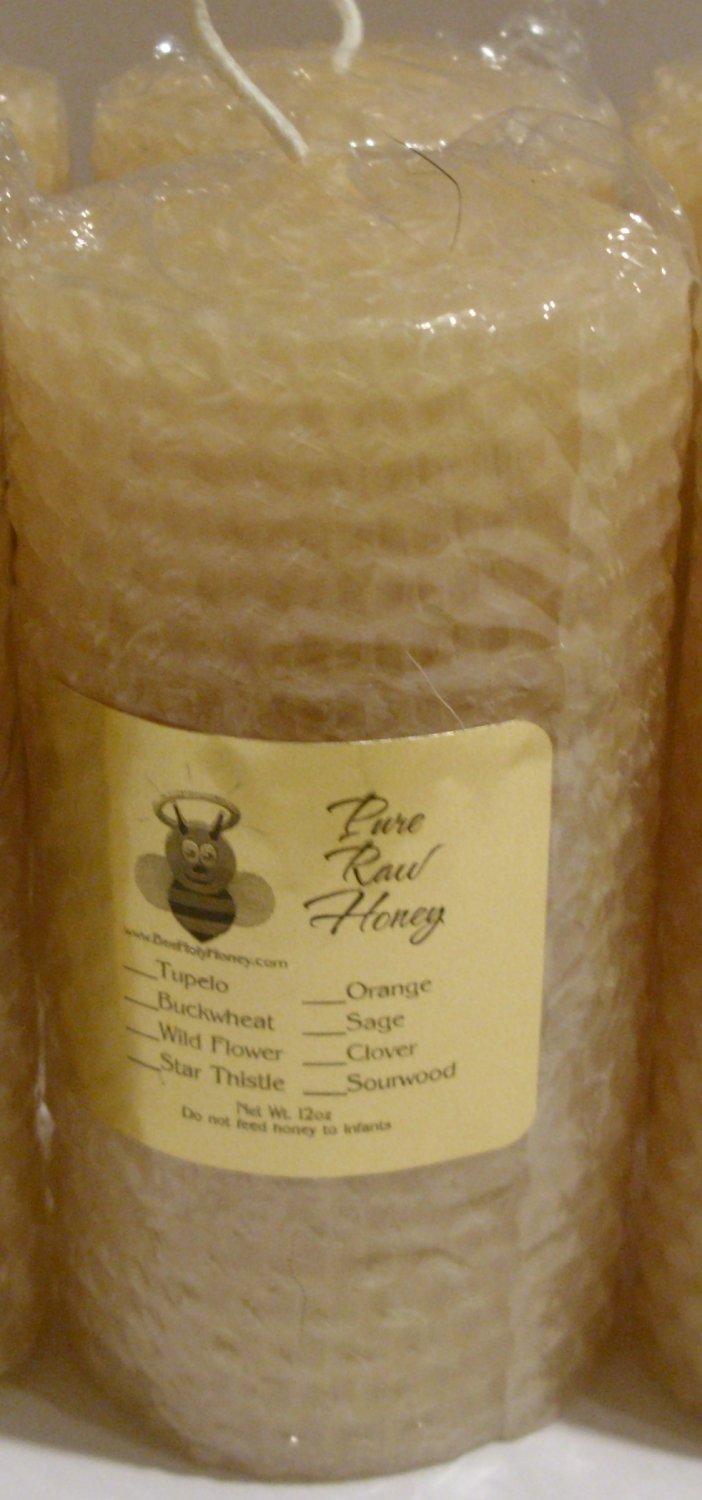 Pure
Raw
Honey
www.BeeHolyHoney.com
___Tupelo
___Buckwheat
___Wild Flower
___Star Thistle
___Orange
___Sage
___Clover
___Sourwood
Net Wt. 12oz
Do not feed honey to infants